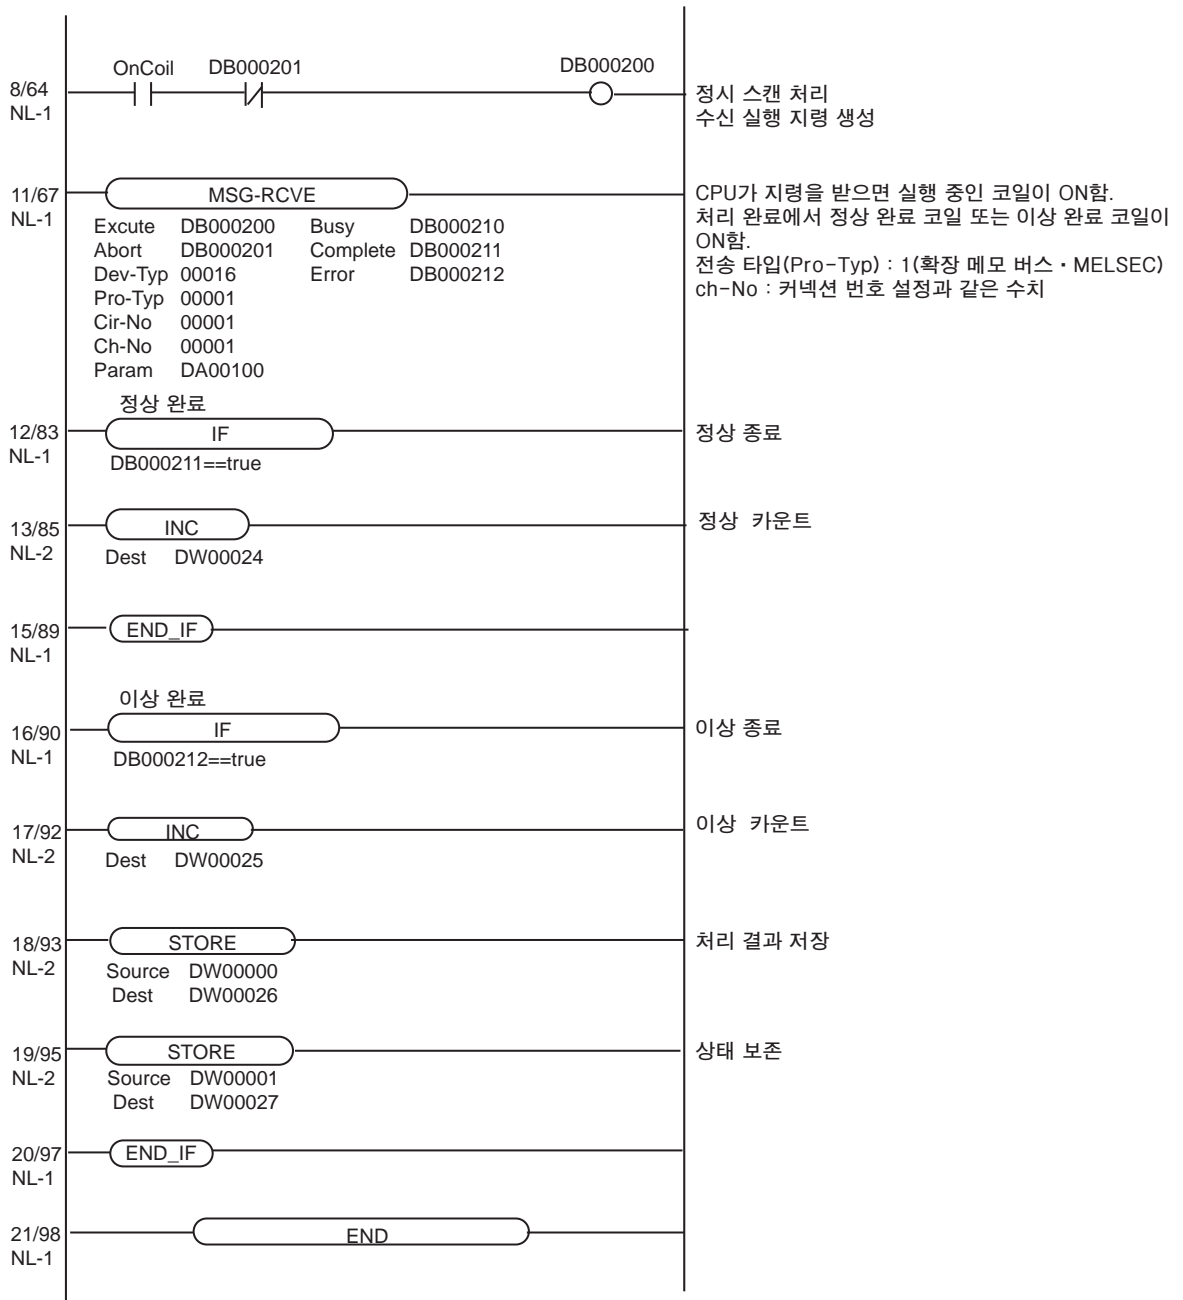 OnCoil DB000201 DB000200
8/64
NL-1
정시 스캔 처리
수신 실행 지령 생성
11/67
NL-1
MSG-RCVE
Excute DB000200 Busy DB000210
Abort DB000201 Complete DB000211
Dev-Typ 00016 Error DB000212
Pro-Typ 00001
Cir-No 00001
Ch-No 00001
Param DA00100
CPU가 지령을 받으면 실행 중인 코일이 ON함.
처리 완료에서 정상 완료 코일 또는 이상 완료 코일이
ON함.
전송 타입(Pro-Typ) : 1(확장 메모 버스・MELSEC)
ch-No : 커넥션 번호 설정과 같은 수치
정상 완료
12/83
NL-1
IF
DB000211==true
정상 종료
13/85
NL-2
INC
Dest DW00024
정상 카운트
15/89
NL-1
END_IF
이상 완료
16/90
NL-1
IF
DB000212==true
이상 종료
17/92
NL-2
INC
Dest DW00025
이상 카운트
18/93
NL-2
STORE
Source DW00000
Dest DW00026
처리 결과 저장
19/95
NL-2
STORE
Source DW00001
Dest DW00027
상태 보존
20/97
NL-1
END_IF
21/98
NL-1
END